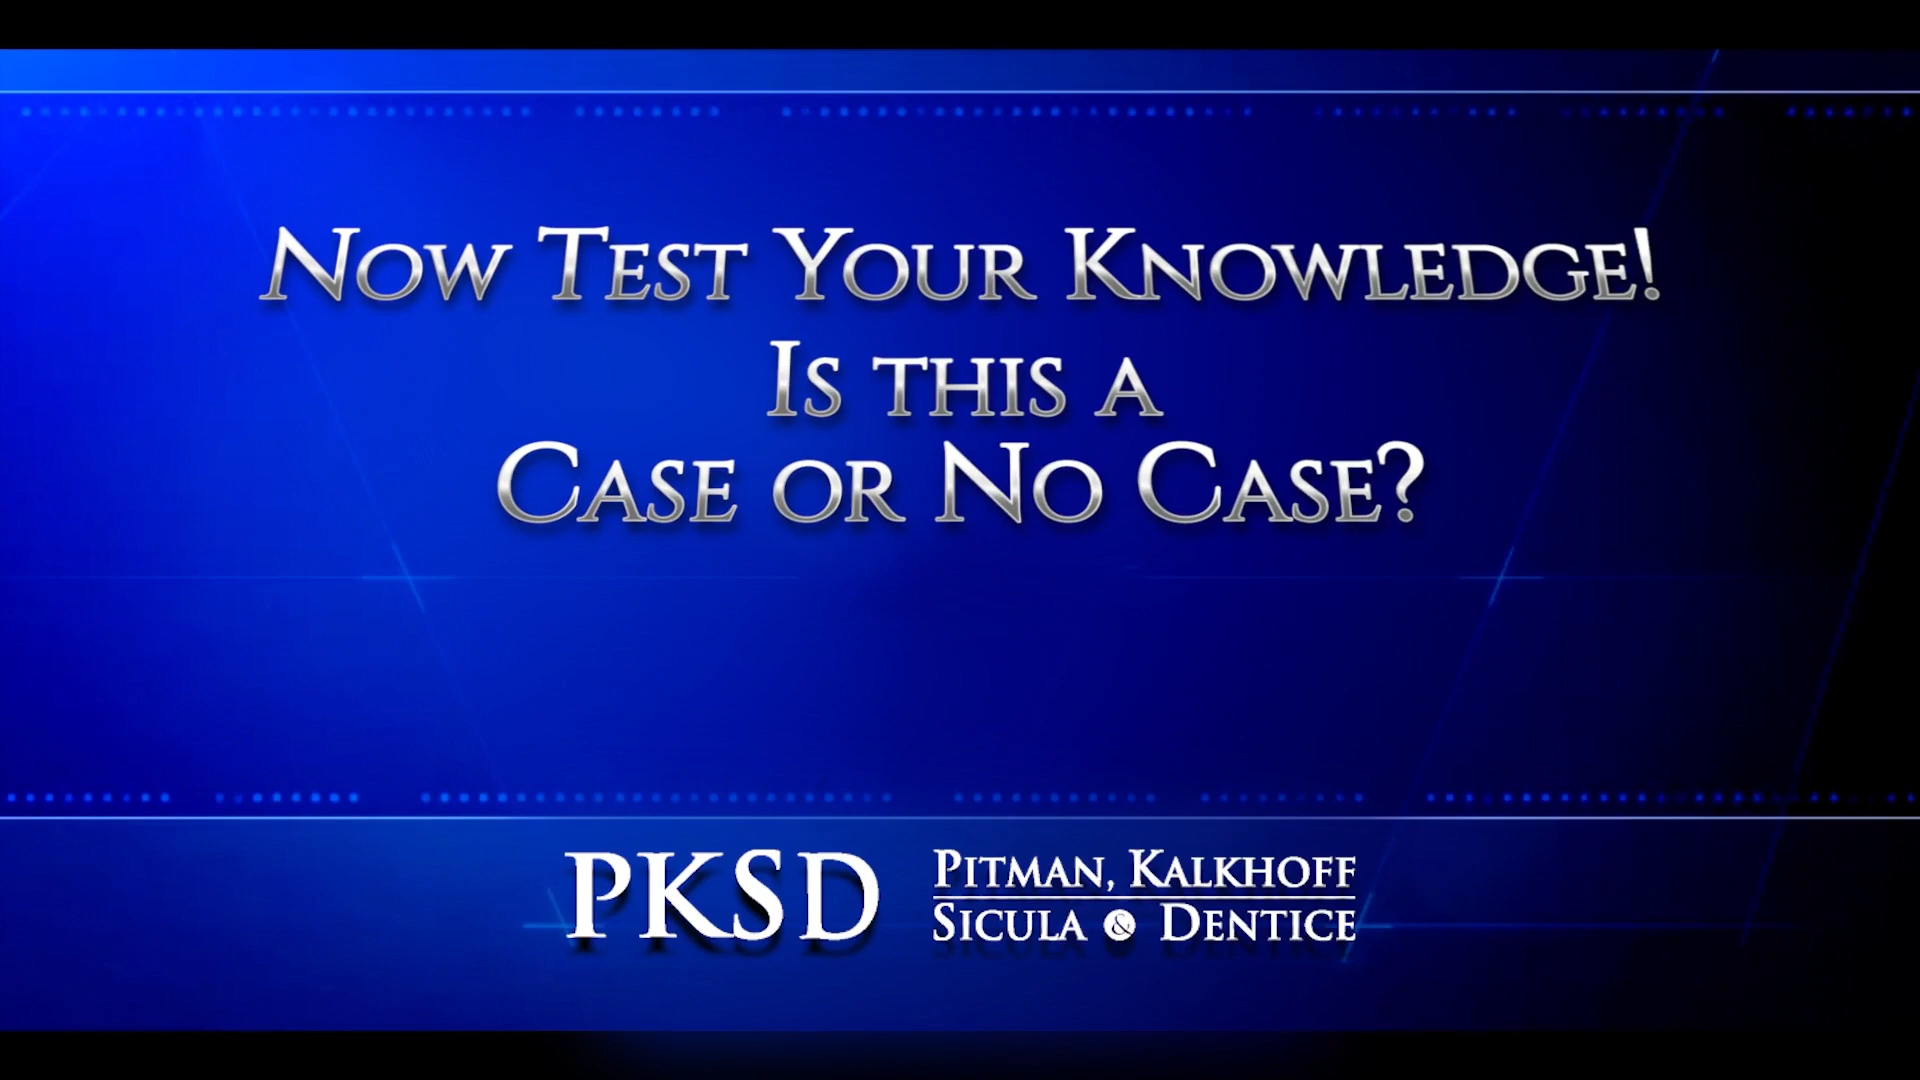 Now Test Your Knowledge!
Is this a
Case or No Case?
PKSD
Pitman, Kalkhoff
Sicula & Dentice